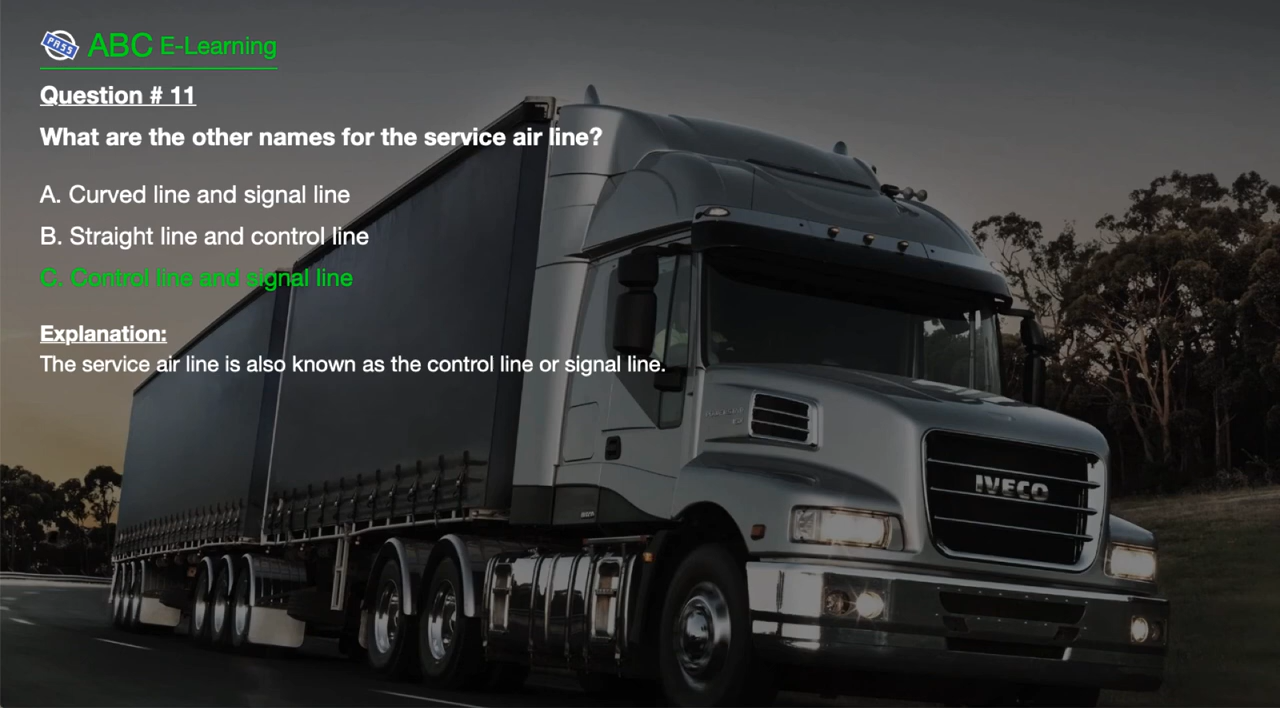 PASS
ABC E-Learning
Question # 11
What are the other names for the service air line?
A. Curved line and signal line
B. Straight line and control line
C. Control line and signal line
Explanation:
The service air line is also known as the control line or signal line.
IVECO